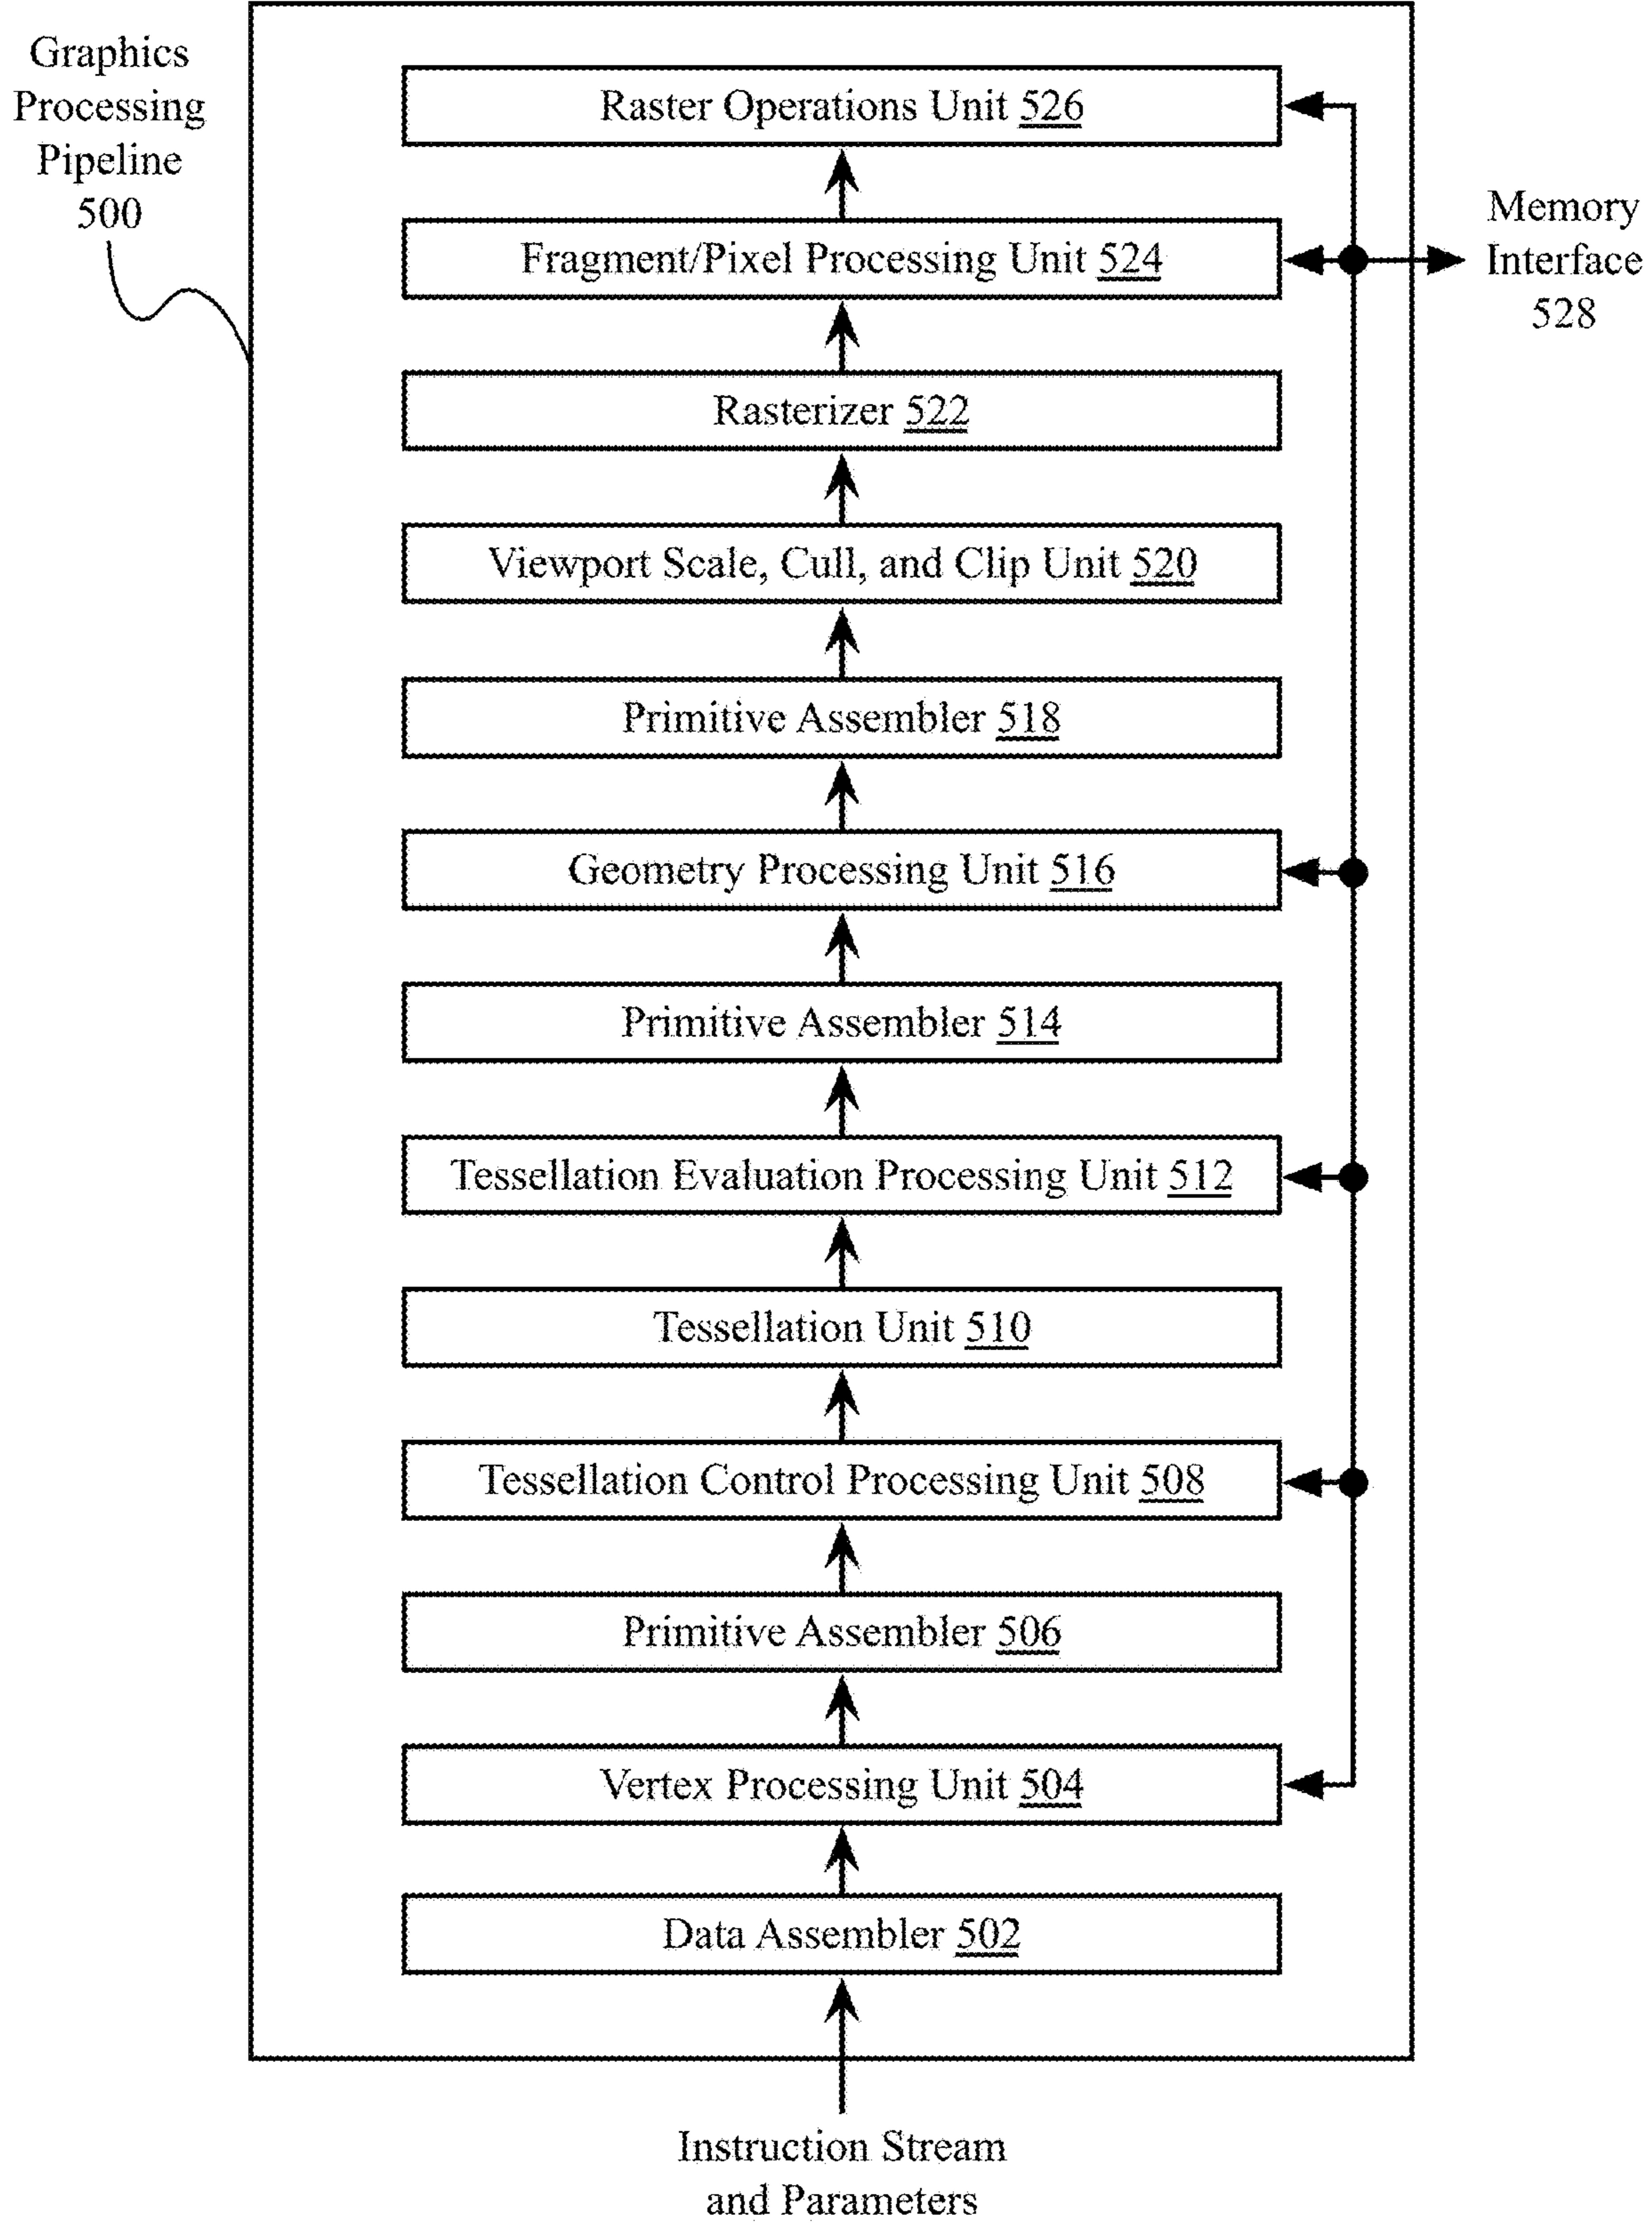 Graphics
Processing
Pipeline
500
Raster Operations Unit 526
Fragment/Pixel Processing Unit 524
Memory
Interface
528
Rasterizer 522
Viewport Scale, Cull, and Clip Unit 520
Primitive Assembler 518
Geometry Processing Unit 516
Primitive Assembler 514
Tessellation Evaluation Processing Unit 512
Tessellation Unit 510
Tessellation Control Processing Unit 508
Primitive Assembler 506
Vertex Processing Unit 504
Data Assembler 502
Instruction Stream
and Parameters